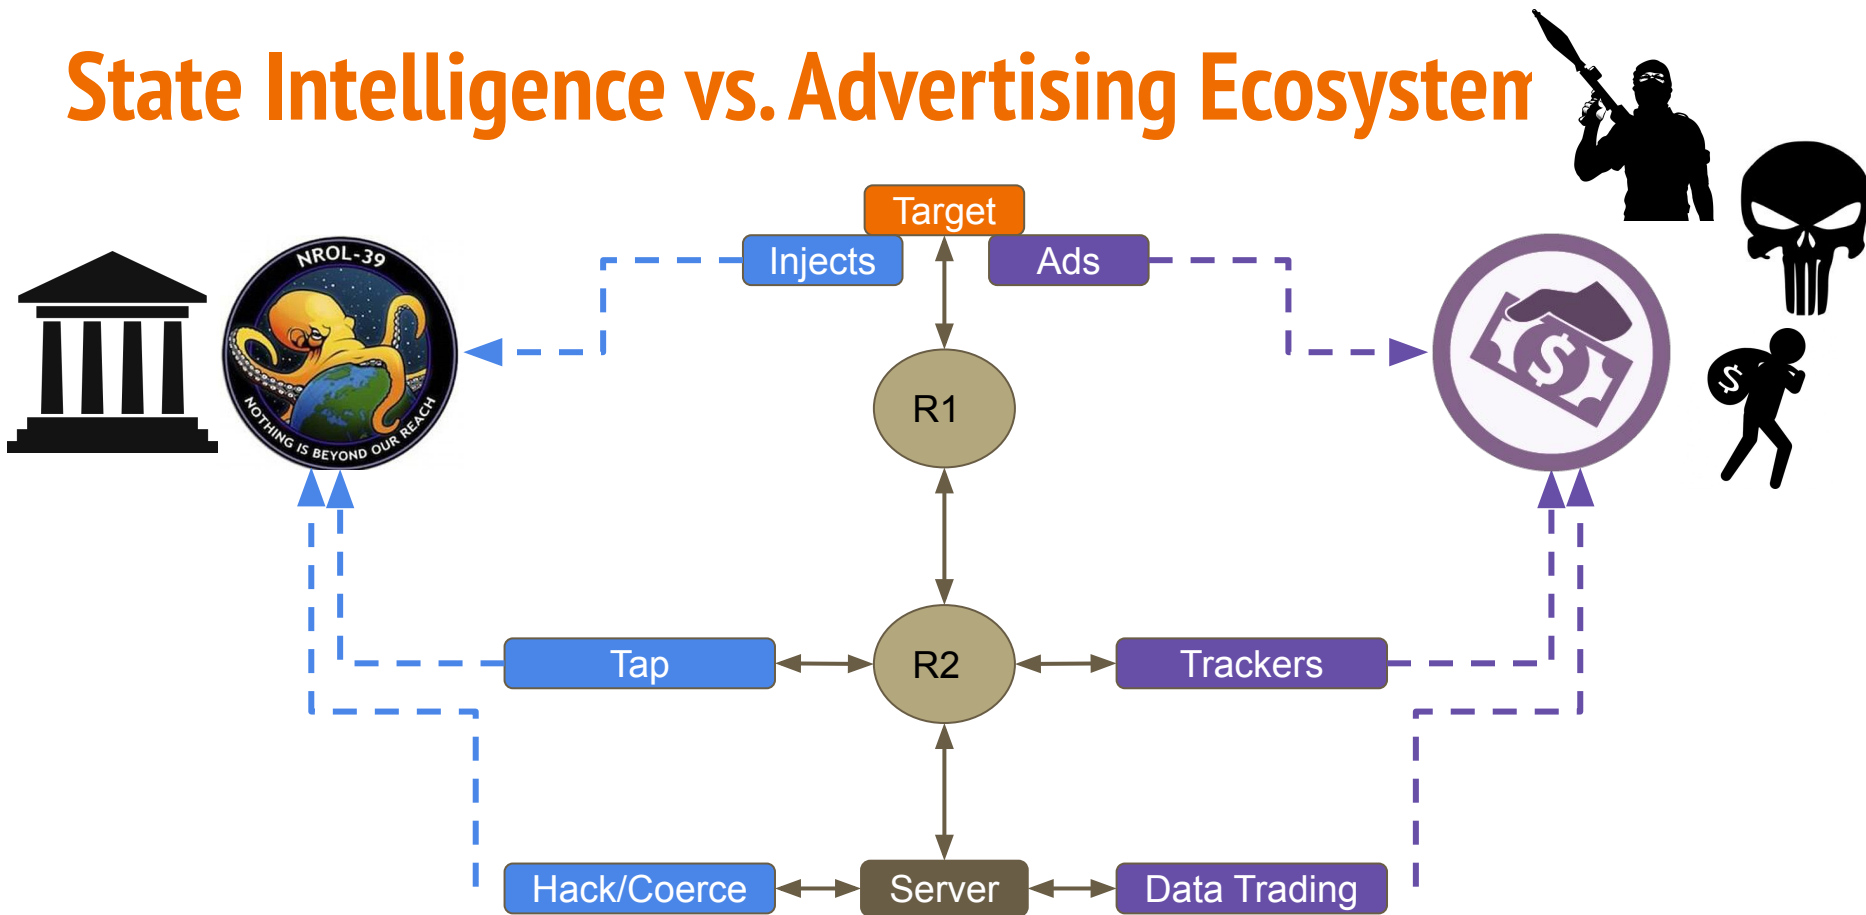 State Intelligence vs. Advertising Ecosystem
Target
Injects
Ads
NROL-39
NOTHING IS BEYOND OUR REACH
$
$
R1
Tap
R2
Trackers
Hack/Coerce
Server
Data Trading